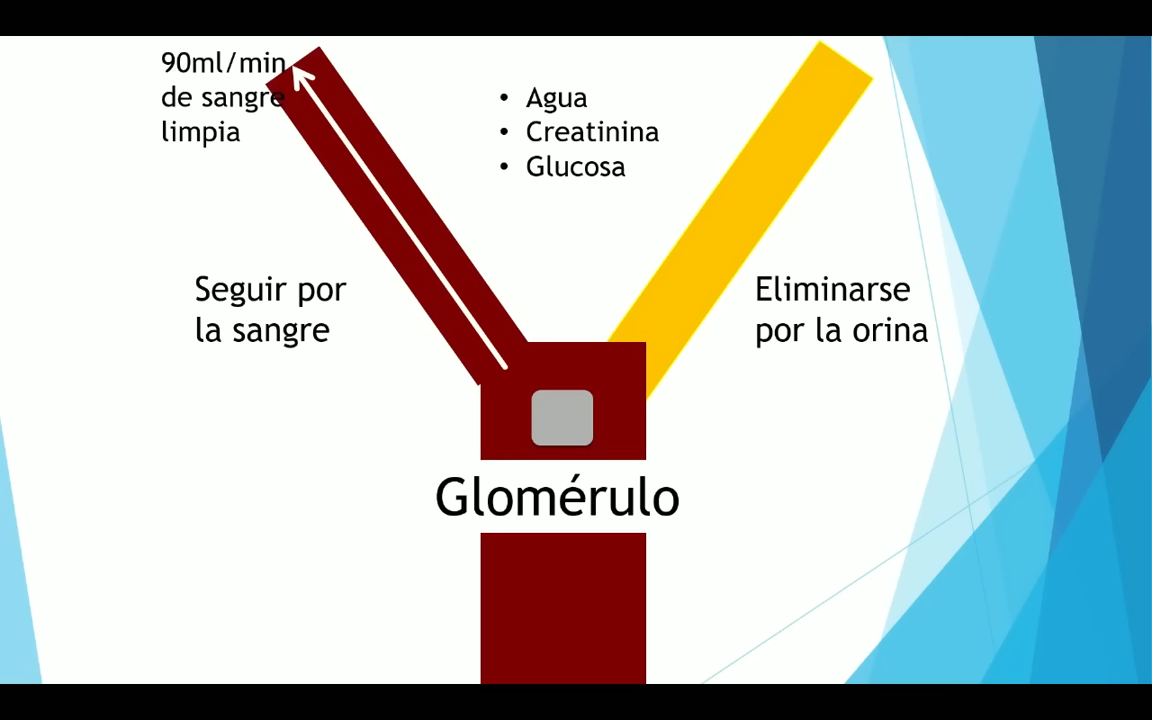 90ml/min
de sangre
limpia
• Agua
• Creatinina
• Glucosa
Seguir por
la sangre
Eliminarse
por la orina
Glomérulo